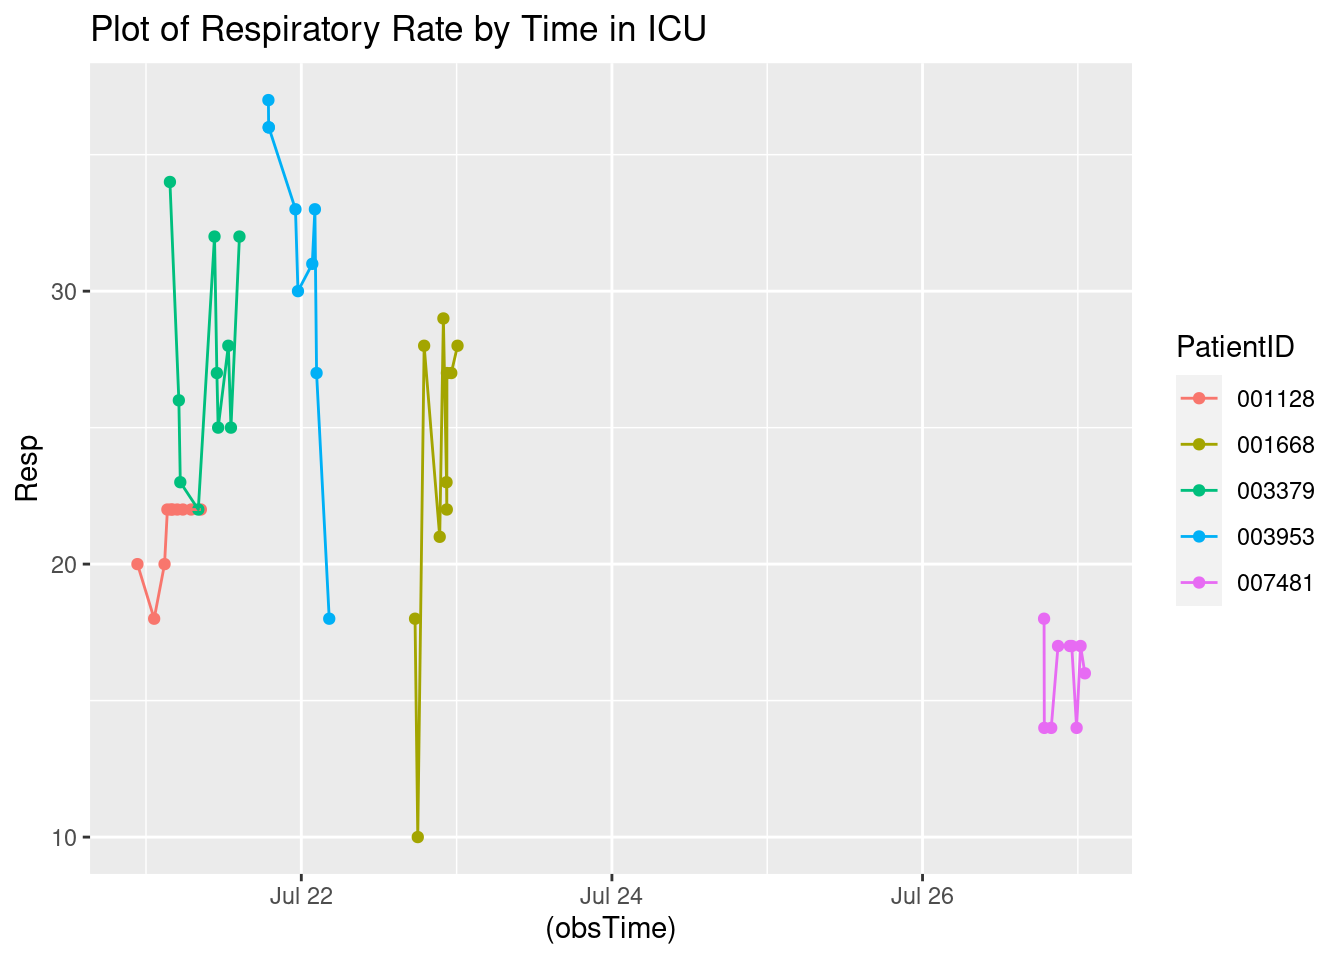 Plot of Respiratory Rate by Time in ICU
Resp
30
20
10
Jul 22
Jul 24
Jul 26
(obsTime)
PatientID
001128
001668
003379
003953
007481